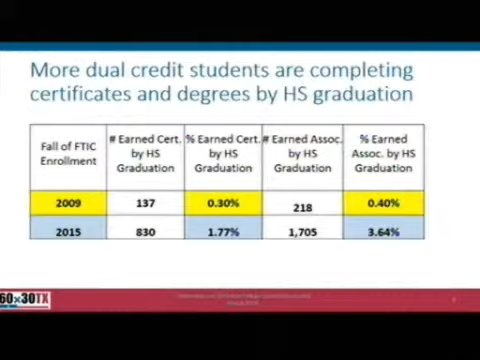 More dual credit students are completing
certificates and degrees by HS graduation
Fall of FTIC Enrollment | # Earned Cert. by HS Graduation | % Earned Cert. by HS Graduation | # Earned Assoc. by HS Graduation | % Earned Assoc. by HS Graduation
2009 | 137 | 0.30% | 218 | 0.40%
2015 | 830 | 1.77% | 1,705 | 3.64%
60x30TX